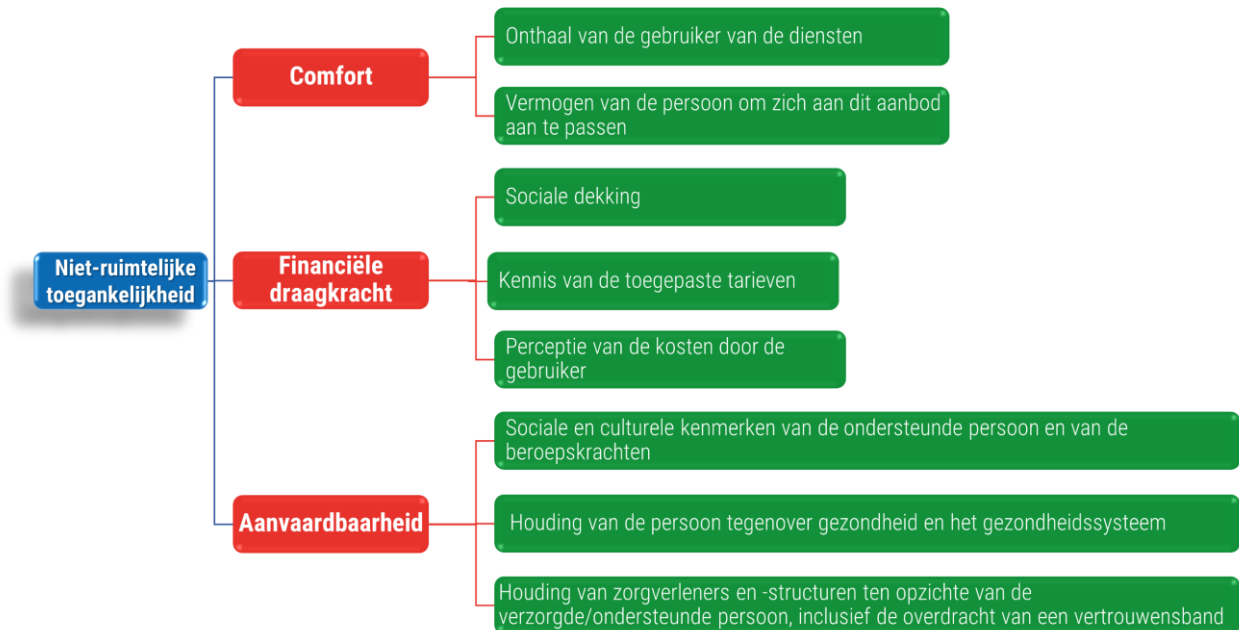 Niet-ruimtelijke
toegankelijkheid
Comfort
Onthaal van de gebruiker van de diensten
Vermogen van de persoon om zich aan dit aanbod
aan te passen
Financiële
draagkracht
Sociale dekking
Kennis van de toegepaste tarieven
Perceptie van de kosten door de
gebruiker
Aanvaardbaarheid
Sociale en culturele kenmerken van de ondersteunde persoon en van de
beroepskrachten
Houding van de persoon tegenover gezondheid en het gezondheidssysteem
Houding van zorgverleners en -structuren ten opzichte van de
verzorgde/ondersteunde persoon, inclusief de overdracht van een vertrouwensband